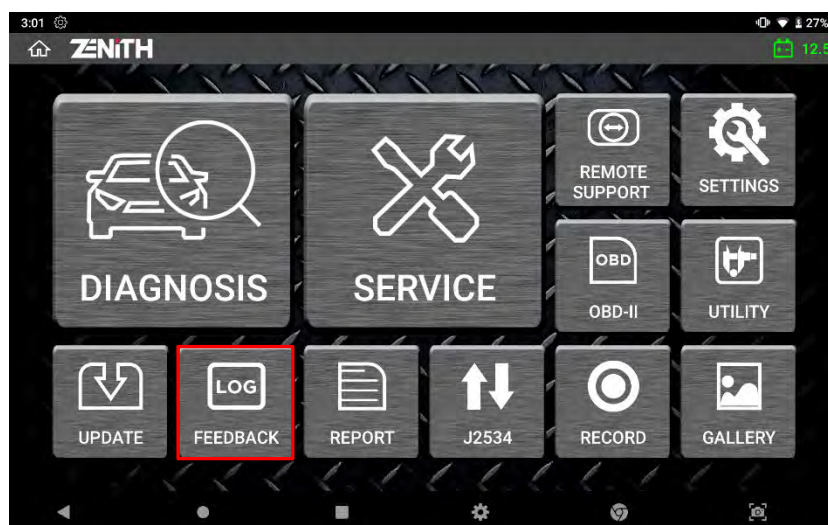 3:01
27%
ZENiTH
12.5
DIAGNOSIS
SERVICE
REMOTE
SUPPORT
SETTINGS
OBD
OBD-II
UTILITY
UPDATE
LOG
FEEDBACK
REPORT
J2534
RECORD
GALLERY